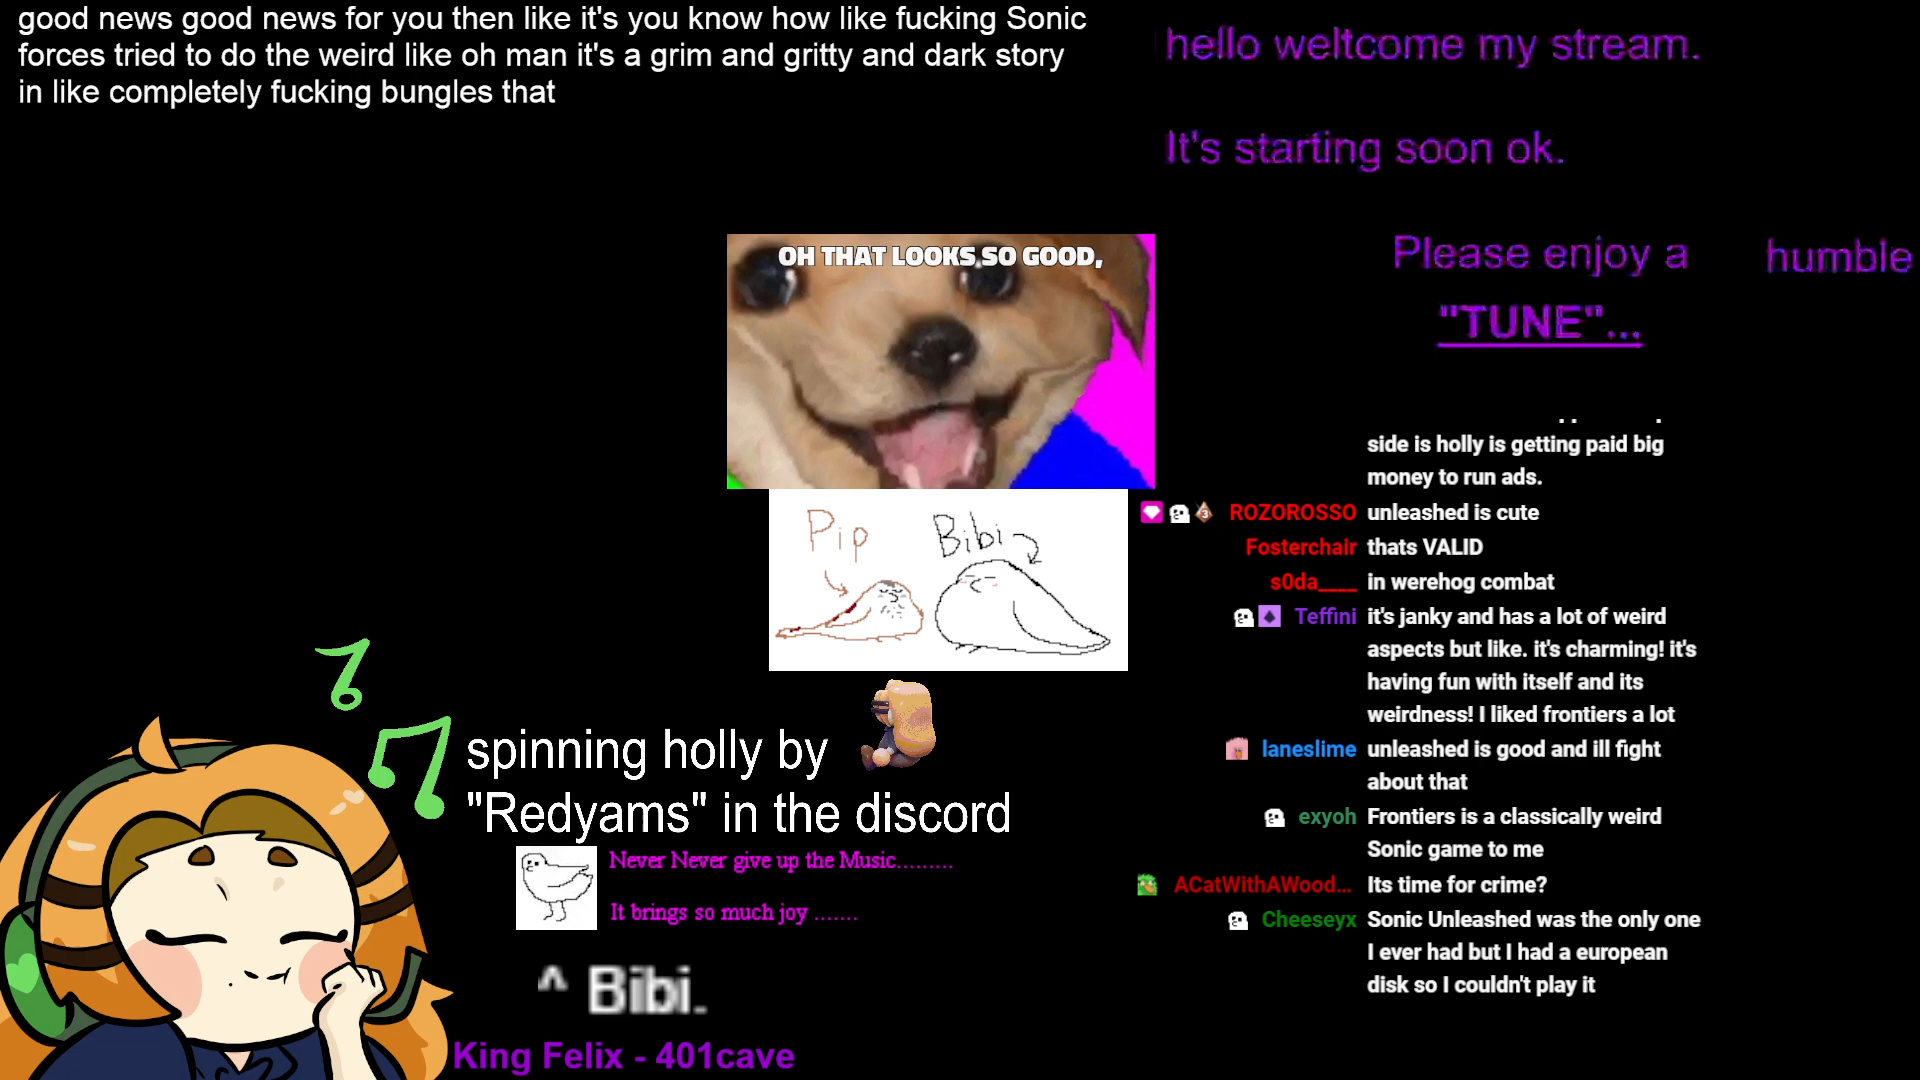 good news good news for you then like it's you know how like fucking Sonic
forces tried to do the weird like oh man it's a grim and gritty and dark story
in like completely fucking bungles that
hello weltcome my stream.
It's starting soon ok.
Please enjoy a humble
"TUNE"...
OH THAT LOOKS SO GOOD,
Pip
Bibi
side is holly is getting paid big
money to run ads.
ROZOROSSO unleashed is cute
Fosterchair thats VALID
s0da____ in werehog combat
Teffini it's janky and has a lot of weird
aspects but like. it's charming! it's
having fun with itself and its
weirdness! I liked frontiers a lot
laneslime unleashed is good and ill fight
about that
exyoh Frontiers is a classically weird
Sonic game to me
ACatWithAWood... Its time for crime?
Cheeseyx Sonic Unleashed was the only one
I ever had but I had a european
disk so I couldn't play it
spinning holly by
"Redyams" in the discord
Never Never give up the Music.........
It brings so much joy .......
^ Bibi.
King Felix - 401cave